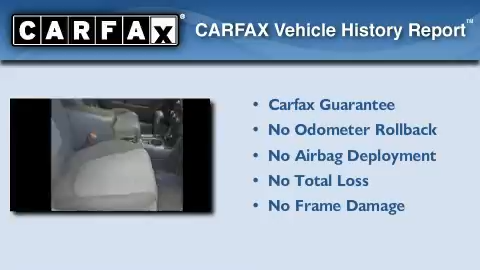 CARFAX® CARFAX Vehicle History Report™
• Carfax Guarantee
• No Odometer Rollback
• No Airbag Deployment
• No Total Loss
• No Frame Damage